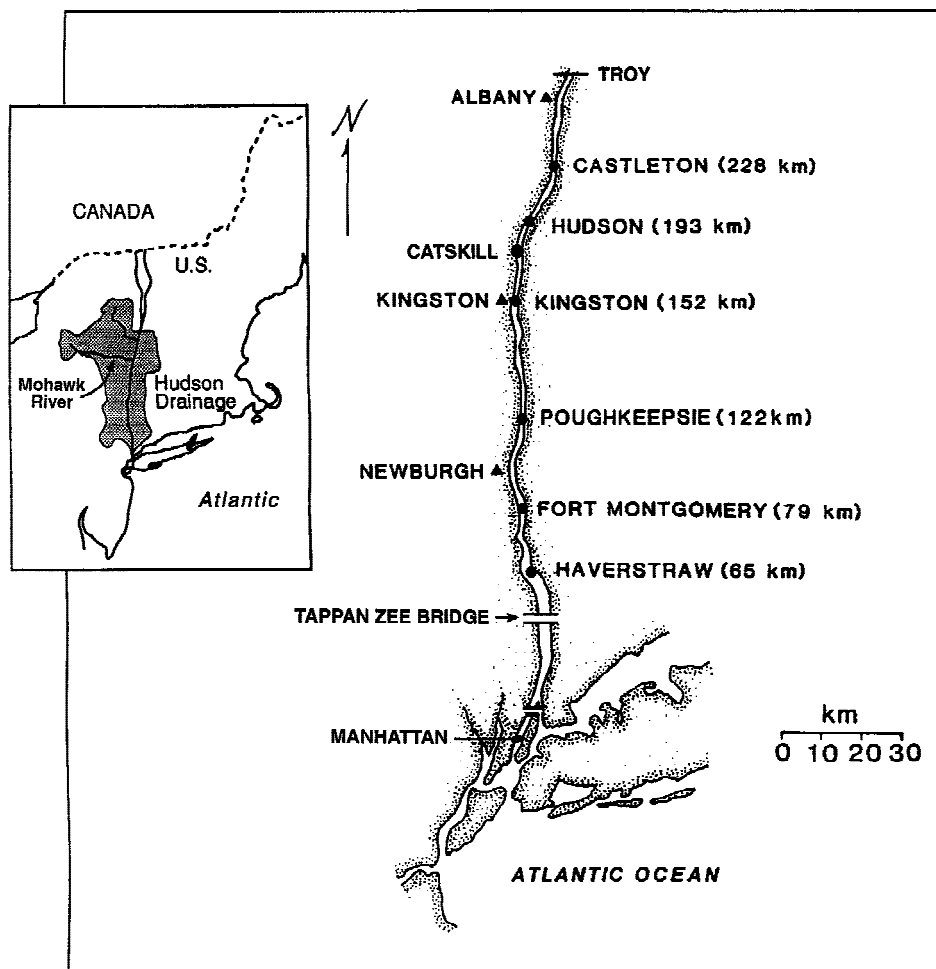 TROY
ALBANY
N
CASTLETON (228 km)
CANADA
HUDSON (193 km)
CATSKILL
U.S.
KINGSTON
KINGSTON (152 km)
Mohawk
River
Hudson
Drainage
POUGHKEEPSIE (122km)
NEWBURGH
Atlantic
FORT MONTGOMERY (79 km)
HAVERSTRAW (65 km)
TAPPAN ZEE BRIDGE
MANHATTAN
km
0 10 20 30
ATLANTIC OCEAN